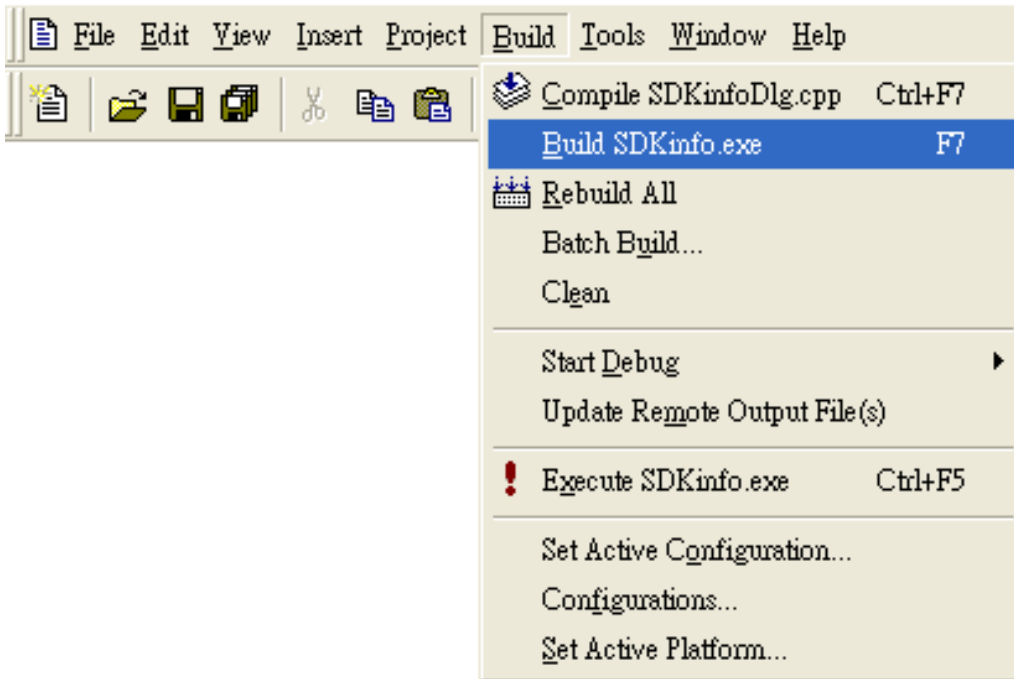 File Edit View Insert Project Build Tools Window Help
Compile SDKinfoDlg.cpp Ctrl+F7
Build SDKinfo.exe F7
Rebuild All
Batch Build...
Clean
Start Debug
Update Remote Output File(s)
Execute SDKinfo.exe Ctrl+F5
Set Active Configuration...
Configurations...
Set Active Platform...